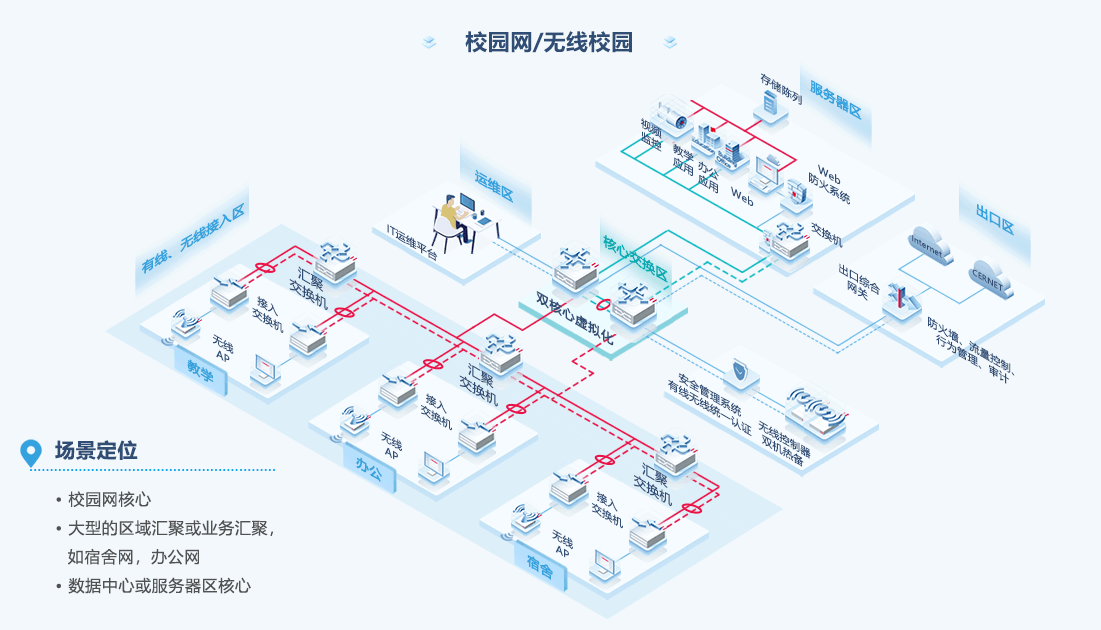 校园网/无线校园
存储阵列
服务器区
视频
监控
教学
应用
办公
应用
Web
Web
防火系统
交换机
运维区
IT运维平台
出口区
Internet
CERNET
出口综合
网关
防火墙、流量控制、
行为管理、审计
核心交换区
双核心虚拟化
有线、无线接入区
汇聚
交换机
接入
交换机
无线
AP
教学
汇聚
交换机
接入
交换机
无线
AP
办公
汇聚
交换机
接入
交换机
无线
AP
宿舍
安全管理系统
有线无线统一认证
无线控制器
双机热备
场景定位
• 校园网核心
• 大型的区域汇聚或业务汇聚，
如宿舍网，办公网
• 数据中心或服务器区核心